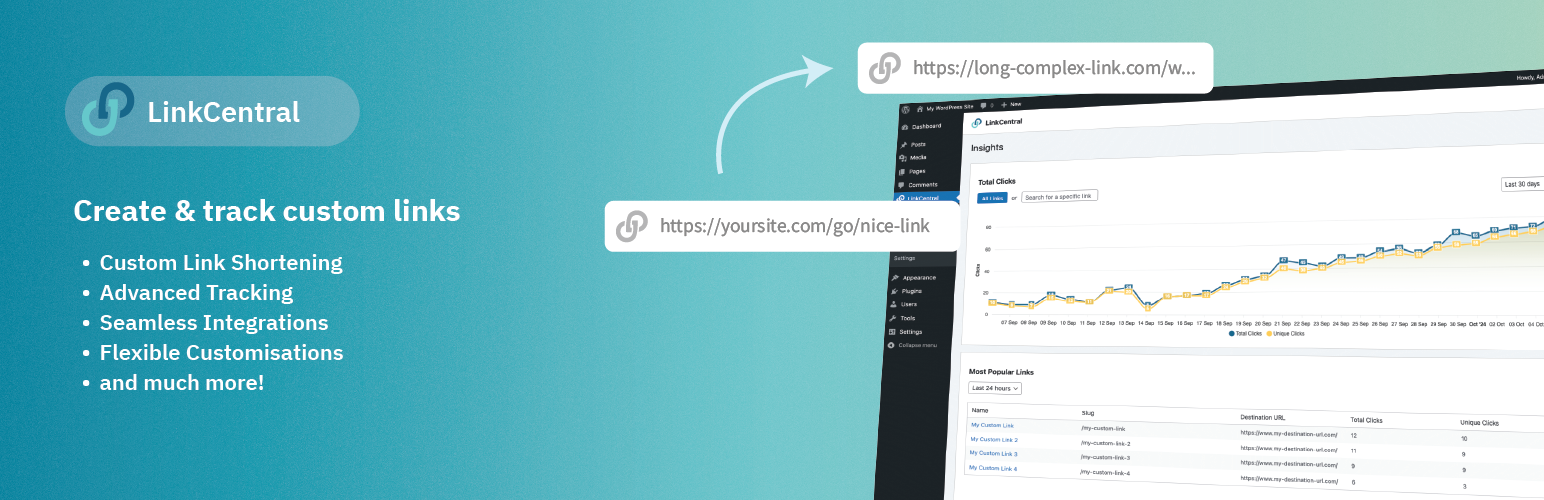 LinkCentral
Create & track custom links
• Custom Link Shortening
• Advanced Tracking
• Seamless Integrations
• Flexible Customisations
• and much more!
https://long-complex-link.com/w...
https://yoursite.com/go/nice-link
My WordPress Site 0 + New
Howdy,
Dashboard
Posts
Media
Pages
Comments
LinkCentral
Settings
Appearance
Plugins
Users
Tools
Settings
Collapse menu
LinkCentral
Insights
Total Clicks
All Links or Search for a specific link
Last 30 days
80
60
40
20
0
Clicks
07 Sep 08 Sep 09 Sep 10 Sep 11 Sep 12 Sep 13 Sep 14 Sep 15 Sep 16 Sep 17 Sep 18 Sep 19 Sep 20 Sep 21 Sep 22 Sep 23 Sep 24 Sep 25 Sep 26 Sep 27 Sep 28 Sep 29 Sep 30 Sep Oct '24 02 Oct 03 Oct 04 Oct
Total Clicks Unique Clicks
Most Popular Links
Last 24 hours
Name Slug Destination URL Total Clicks Unique Clicks
My Custom Link /my-custom-link https://www.my-destination-url.com/ 12 10
My Custom Link 2 /my-custom-link-2 https://www.my-destination-url.com/ 11 9
My Custom Link 3 /my-custom-link-3 https://www.my-destination-url.com/ 9 8
My Custom Link 4 /my-custom-link-4 https://www.my-destination-url.com/ 6 3